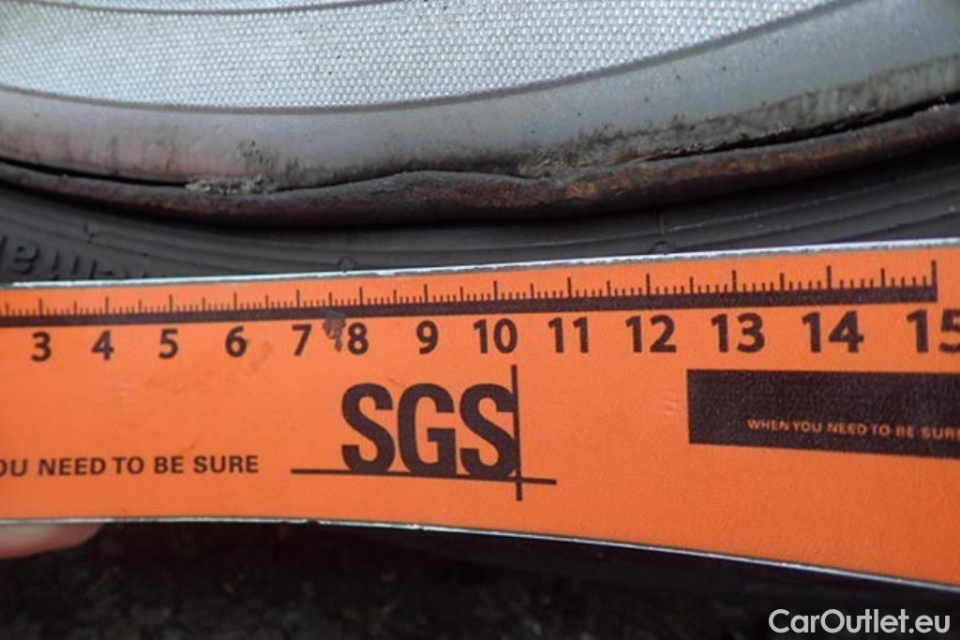 3 4 5 6 7 8 9 10 11 12 13 14 15
SGS
WHEN YOU NEED TO BE SURE
OU NEED TO BE SURE
CarOutlet.eu